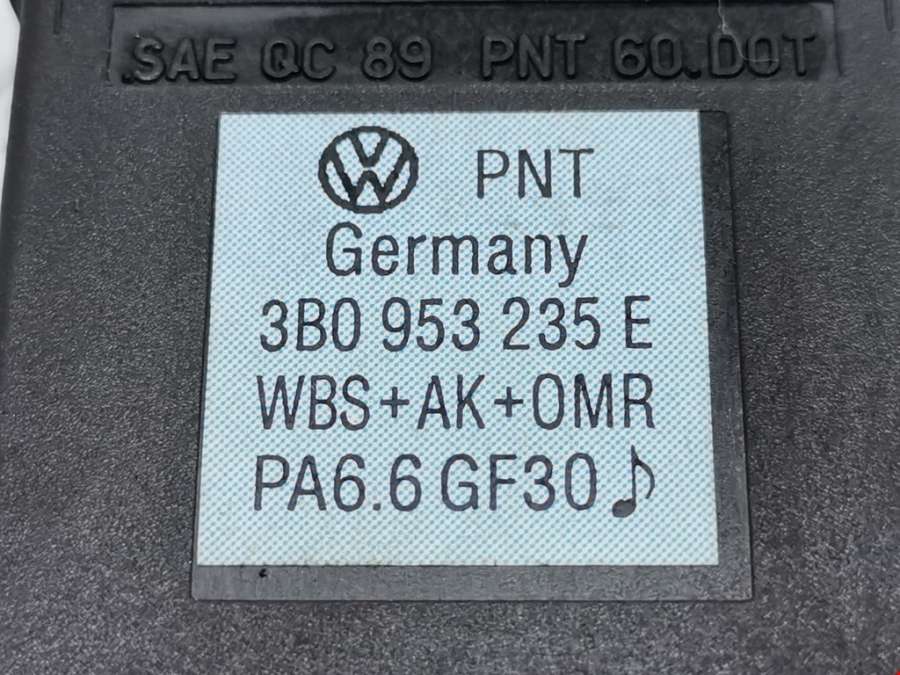 SAE QC 89 PNT 60.DOT
PNT
Germany
3B0 953 235 E
WBS+AK+OMR
PA6.6 GF30